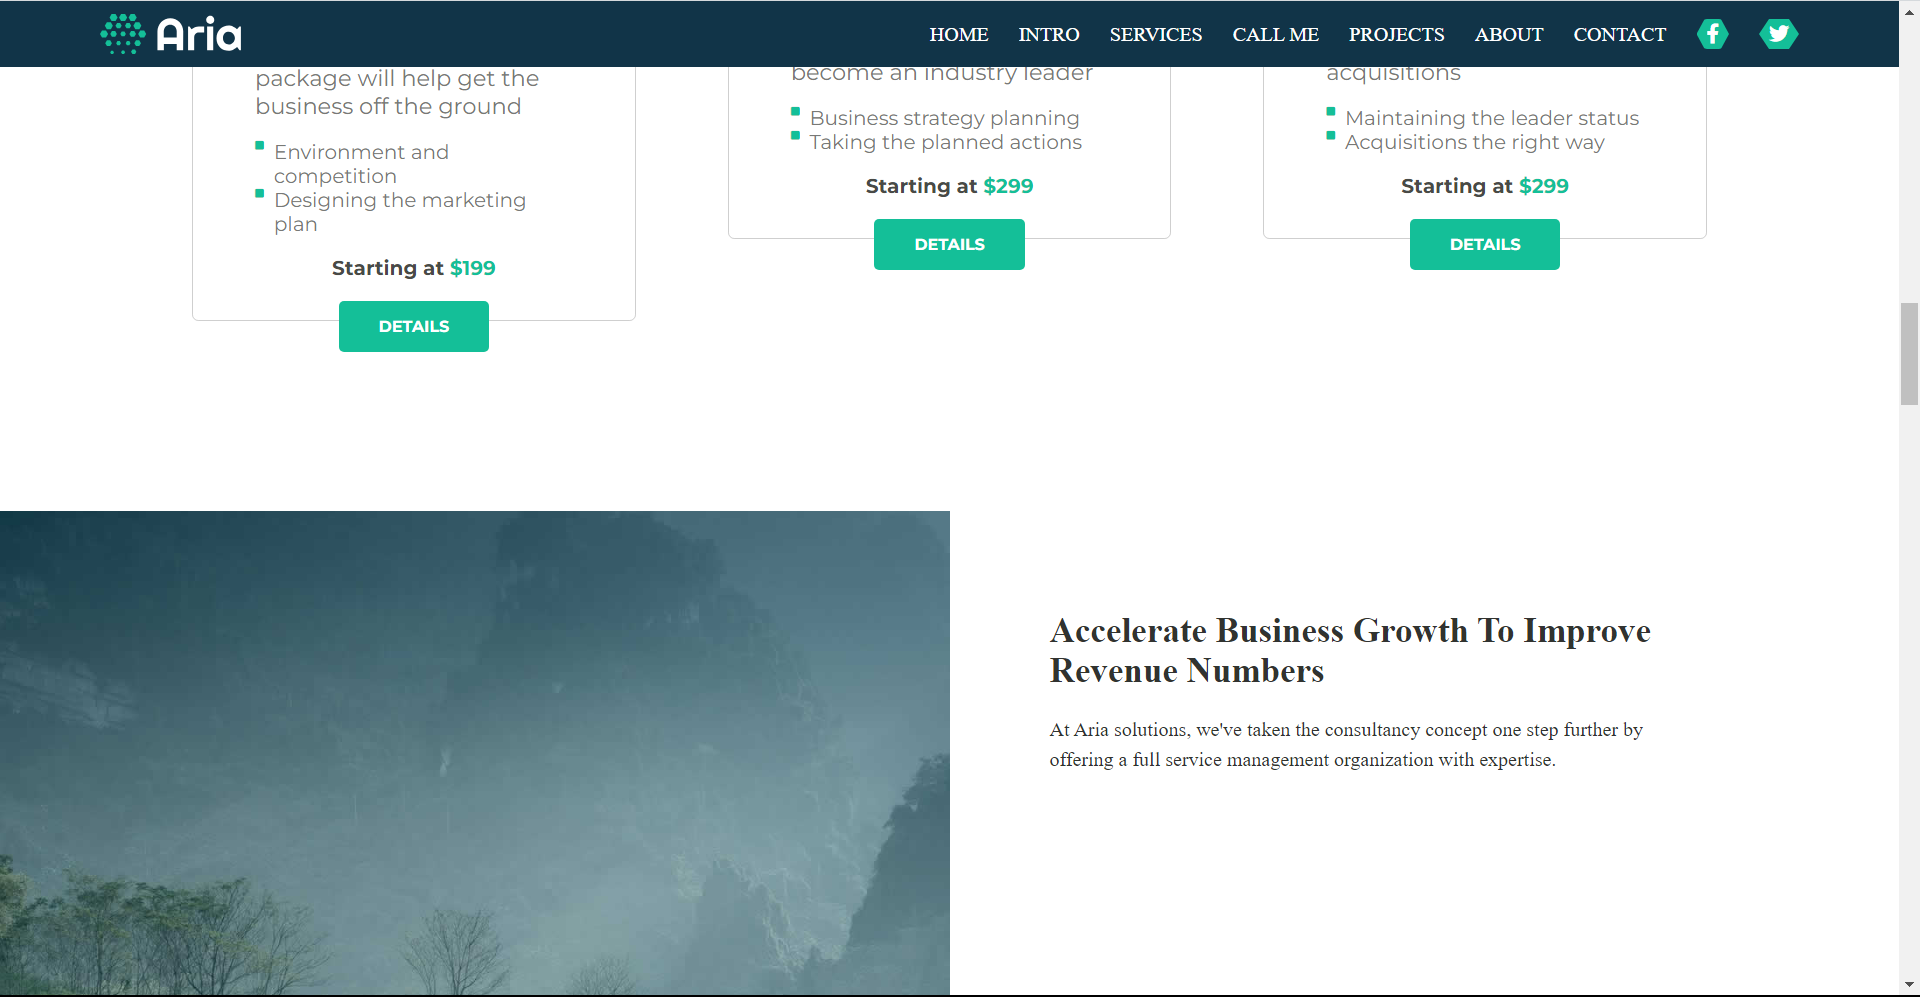 Aria
HOME INTRO SERVICES CALL ME PROJECTS ABOUT CONTACT
package will help get the
business off the ground
Environment and
competition
Designing the marketing
plan
Starting at $199
DETAILS
become an industry leader
Business strategy planning
Taking the planned actions
Starting at $299
DETAILS
acquisitions
Maintaining the leader status
Acquisitions the right way
Starting at $299
DETAILS
Accelerate Business Growth To Improve
Revenue Numbers
At Aria solutions, we've taken the consultancy concept one step further by
offering a full service management organization with expertise.